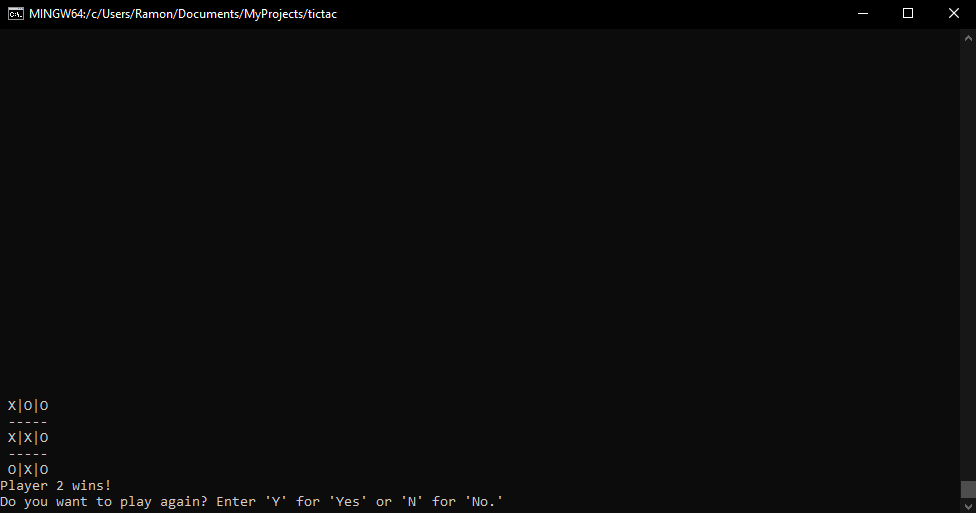 MINGW64:/c/Users/Ramon/Documents/MyProjects/tictac
X|O|O
-----
X|X|O
-----
O|X|O
Player 2 wins!
Do you want to play again? Enter 'Y' for 'Yes' or 'N' for 'No.'